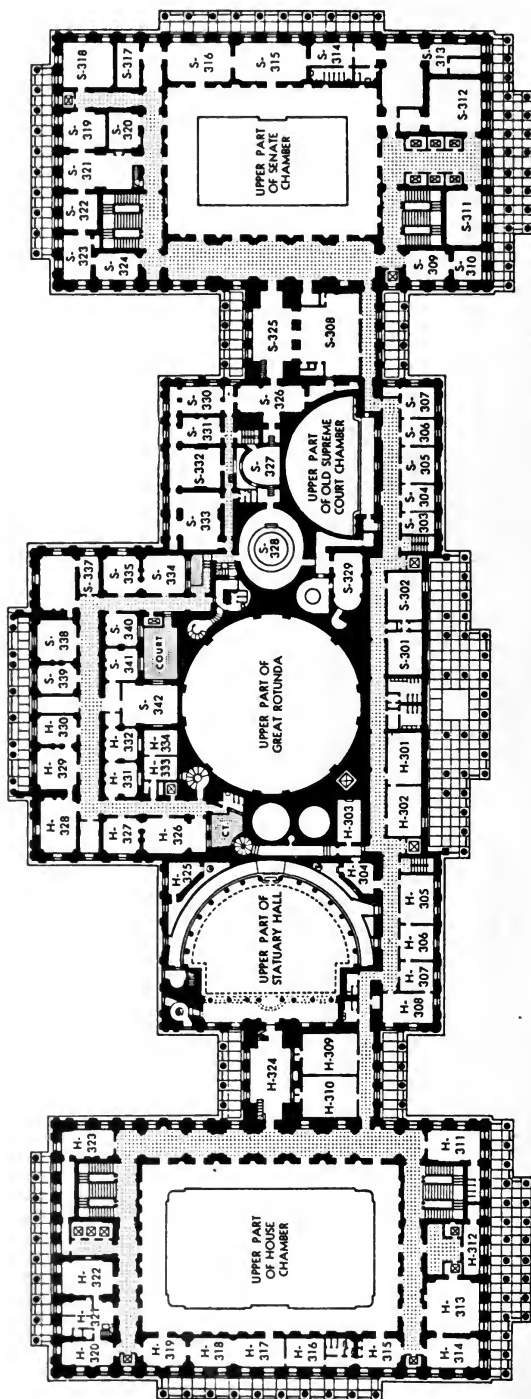 S-318
S-317
S-
316
S-
315
S-
314
S-
313
S-
319
S-
320
S-312
S-
321
UPPER PART
OF SENATE
CHAMBER
S-
322
S-
323
S-
324
S-311
S-
309
S-
310
S-325
S-308
S-
330
S-
331
S-332
S-
333
S-
326
S-
327
S-
328
UPPER PART
OF OLD SUPREME
COURT CHAMBER
S-
307
S-
306
S-
305
S-
304
S-
303
S-329
S-302
S-301
S-337
S-
335
S-
334
S-
338
S-
339
S-
340
S-
341
COURT
S-
342
H-
330
H-
329
H-
328
H-
332
H-
331
H-
334
H-
333
H-
327
H-
326
CT.
UPPER PART OF
GREAT ROTUNDA
H-301
H-302
H-303
H-
304
H-
325
UPPER PART OF
STATUARY HALL
H-
305
H-
306
H-
307
H-
308
H-324
H-309
H-310
H-
323
H-
322
H-
321
H-
320
UPPER PART
OF HOUSE
CHAMBER
H-
311
H-312
H-
313
H-
314
H-
319
H-
318
H-
317
H-
316
H-
315